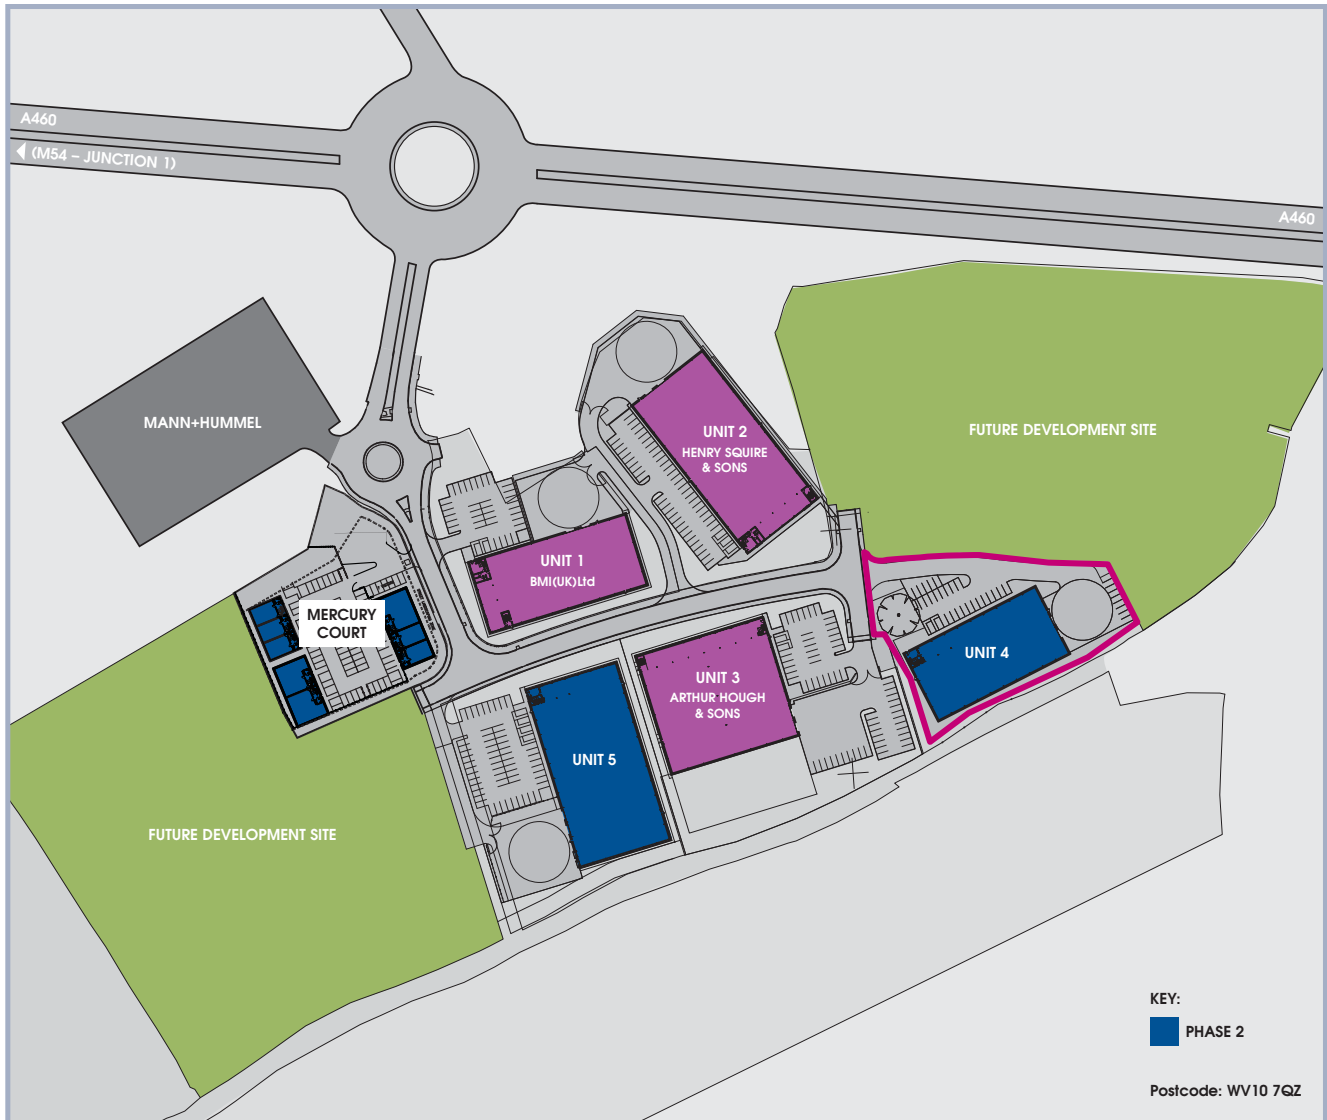 A460
(M54 – JUNCTION 1)
A460
MANN+HUMMEL
UNIT 2
HENRY SQUIRE
& SONS
FUTURE DEVELOPMENT SITE
UNIT 1
BMI(UK)Ltd
MERCURY
COURT
UNIT 4
UNIT 3
ARTHUR HOUGH
& SONS
UNIT 5
FUTURE DEVELOPMENT SITE
KEY:
PHASE 2
Postcode: WV10 7QZ